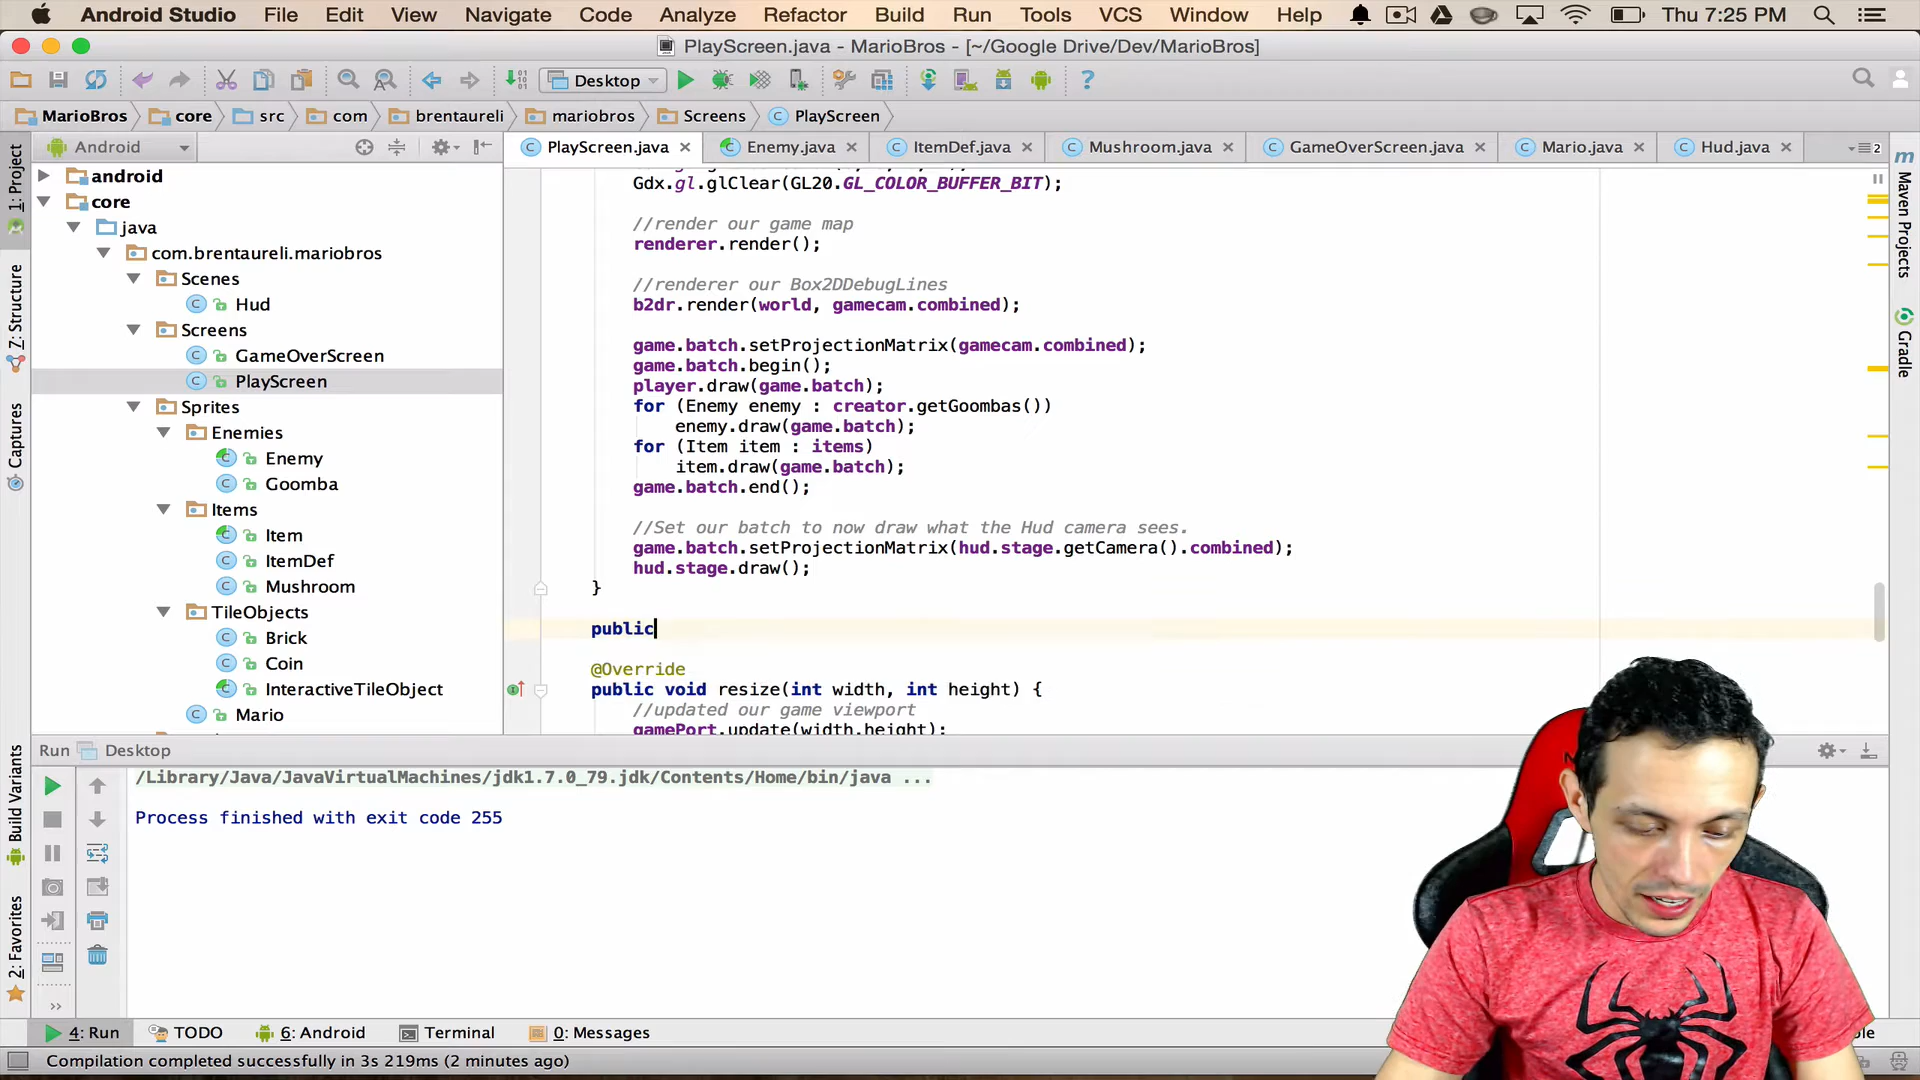 Android Studio File Edit View Navigate Code Analyze Refactor Build Run Tools VCS Window Help Thu 7:25 PM
PlayScreen.java - MarioBros - [~/Google Drive/Dev/MarioBros]
Desktop
MarioBros core src com brentaureli mariobros Screens PlayScreen
Android
PlayScreen.java Enemy.java ItemDef.java Mushroom.java GameOverScreen.java Mario.java Hud.java 2
1: Project
Z: Structure
Captures
Build Variants
2: Favorites
android
core
java
com.brentaureli.mariobros
Scenes
Hud
Screens
GameOverScreen
PlayScreen
Sprites
Enemies
Enemy
Goomba
Items
Item
ItemDef
Mushroom
TileObjects
Brick
Coin
InteractiveTileObject
Mario
Gdx.gl.glClear(GL20.GL_COLOR_BUFFER_BIT);
//render our game map
renderer.render();
//renderer our Box2DDebugLines
b2dr.render(world, gamecam.combined);
game.batch.setProjectionMatrix(gamecam.combined);
game.batch.begin();
player.draw(game.batch);
for (Enemy enemy : creator.getGoombas())
enemy.draw(game.batch);
for (Item item : items)
item.draw(game.batch);
game.batch.end();
//Set our batch to now draw what the Hud camera sees.
game.batch.setProjectionMatrix(hud.stage.getCamera().combined);
hud.stage.draw();
}
public
@Override
public void resize(int width, int height) {
//updated our game viewport
gamePort.update(width,height);
Maven Projects
Gradle
Run Desktop
/Library/Java/JavaVirtualMachines/jdk1.7.0_79.jdk/Contents/Home/bin/java ...
Process finished with exit code 255
4: Run TODO 6: Android Terminal 0: Messages
Compilation completed successfully in 3s 219ms (2 minutes ago)